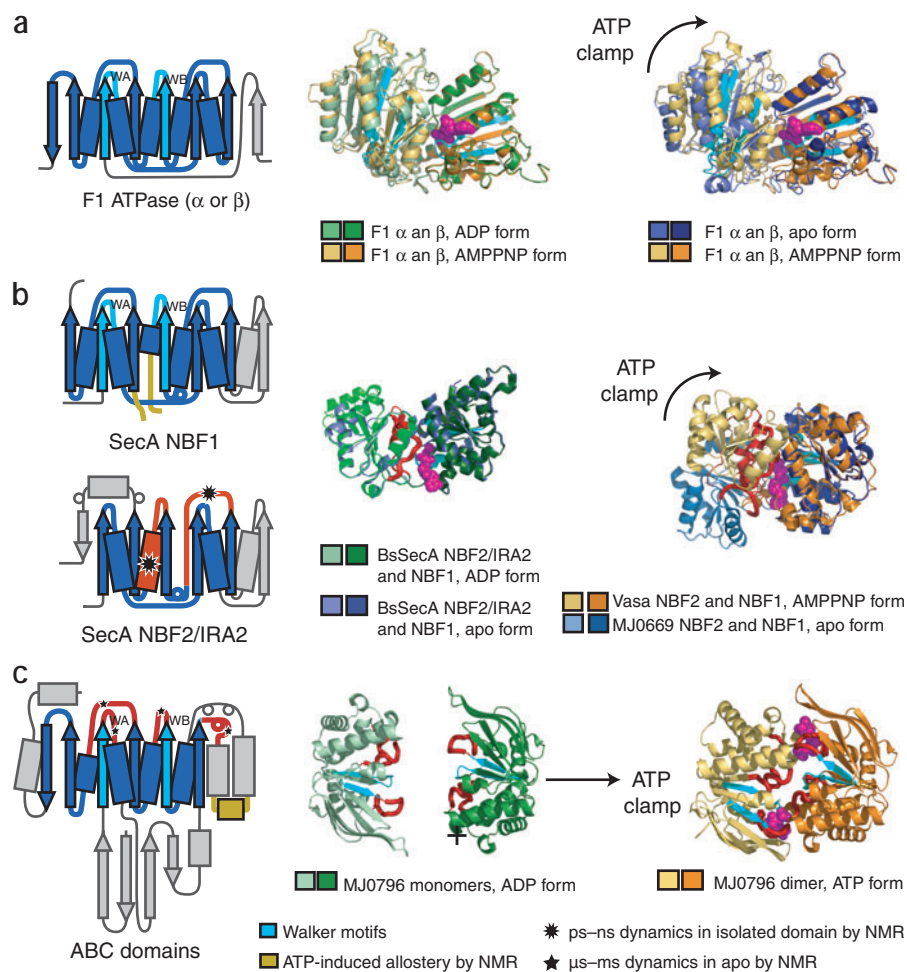 a
WA
WB
F1 ATPase (α or β)
ATP
clamp
F1 α an β, ADP form
F1 α an β, AMPPNP form
F1 α an β, apo form
F1 α an β, AMPPNP form
b
WA
WB
SecA NBF1
SecA NBF2/IRA2
ATP
clamp
BsSecA NBF2/IRA2
and NBF1, ADP form
BsSecA NBF2/IRA2
and NBF1, apo form
Vasa NBF2 and NBF1, AMPPNP form
MJ0669 NBF2 and NBF1, apo form
c
WA
WB
ABC domains
ATP
clamp
MJ0796 monomers, ADP form
MJ0796 dimer, ATP form
Walker motifs
ATP-induced allostery by NMR
ps–ns dynamics in isolated domain by NMR
μs–ms dynamics in apo by NMR